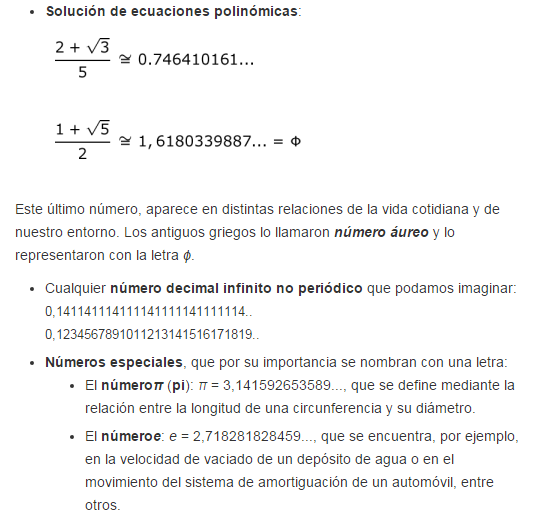 • Solución de ecuaciones polinómicas:
(2 + √3)/5 ≅ 0.746410161...
(1 + √5)/2 ≅ 1,6180339887... = Φ
Este último número, aparece en distintas relaciones de la vida cotidiana y de
nuestro entorno. Los antiguos griegos lo llamaron número áureo y lo
representaron con la letra ϕ.
• Cualquier número decimal infinito no periódico que podamos imaginar:
0,141141114111141111141111114..
0,1234567891011213141516171819..
• Números especiales, que por su importancia se nombran con una letra:
• El númeroπ (pi): π = 3,141592653589..., que se define mediante la
relación entre la longitud de una circunferencia y su diámetro.
• El númeroe: e = 2,718281828459..., que se encuentra, por ejemplo,
en la velocidad de vaciado de un depósito de agua o en el
movimiento del sistema de amortiguación de un automóvil, entre
otros.